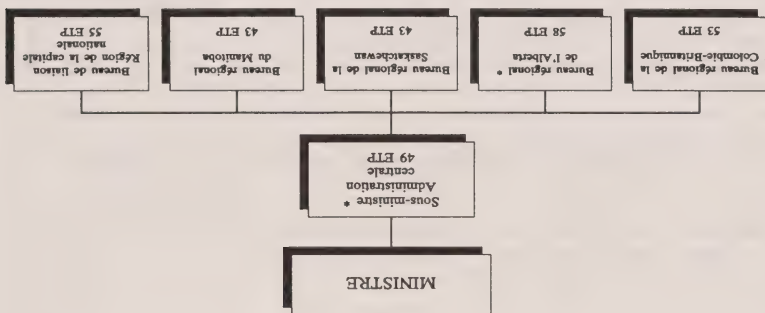 MINISTRE
Sous-ministre *
Administration
centrale
49 ETP
Bureau régional de la
Colombie-Britannique
53 ETP
Bureau régional *
de l'Alberta
58 ETP
Bureau régional de la
Saskatchewan
43 ETP
Bureau régional
du Manitoba
43 ETP
Bureau de liaison
Région de la capitale
nationale
55 ETP